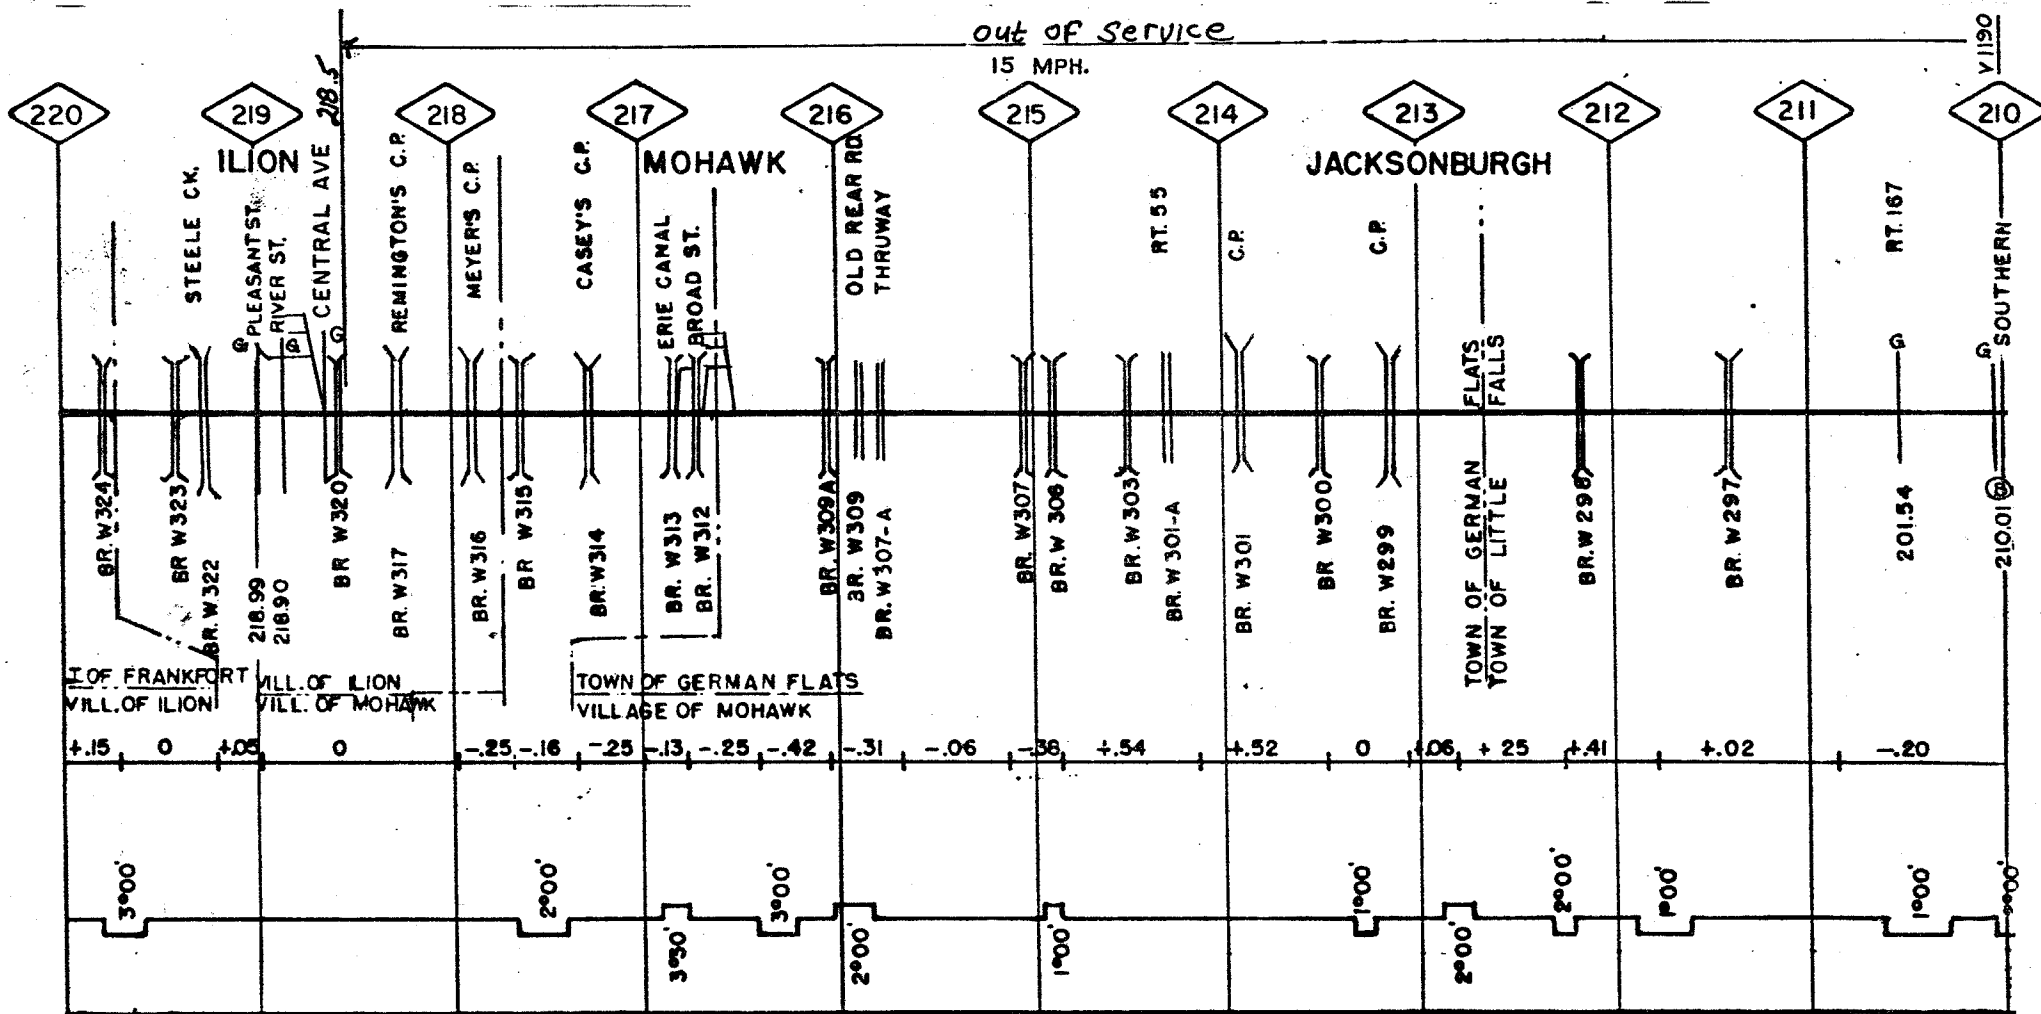 out of Service
15 MPH.
V1190
218.5
220
219
218
217
216
215
214
213
212
211
210
ILION
MOHAWK
JACKSONBURGH
STEELE CK.
PLEASANT ST.
RIVER ST.
CENTRAL AVE
REMINGTON'S C.P.
MEYER'S C.P.
CASEY'S C.P.
ERIE CANAL
BROAD ST.
OLD REAR RD.
THRUWAY
RT. 55
C.P.
C.P.
RT. 167
SOUTHERN
G
G
G
G
G
BR. W324
BR W323
BR. W322
218.99
218.90
BR W320
BR. W317
BR. W316
BR W315
BR. W314
BR. W313
BR. W312
BR. W309A
BR. W309
BR. W307-A
BR. W307
BR. W 306
BR. W303
BR. W301-A
BR. W301
BR W300
BR. W299
TOWN OF GERMAN FLATS
TOWN OF LITTLE FALLS
BR. W 298
BR. W 297
201.54
210.01
T OF FRANKFORT
VILL. OF ILION
VILL. OF ILION
VILL. OF MOHAWK
TOWN OF GERMAN FLATS
VILLAGE OF MOHAWK
+.15 0 +.05 0 -.25 -.16 -.25 -.13 -.25 -.42 -.31 -.06 -.36 +.54 +.52 0 +.06 +25 +.41 +.02 -.20
3°00'
2°00'
3°30'
3°00'
2°00'
1°00'
1°00'
2°00'
2°00'
1°00'
1°00'